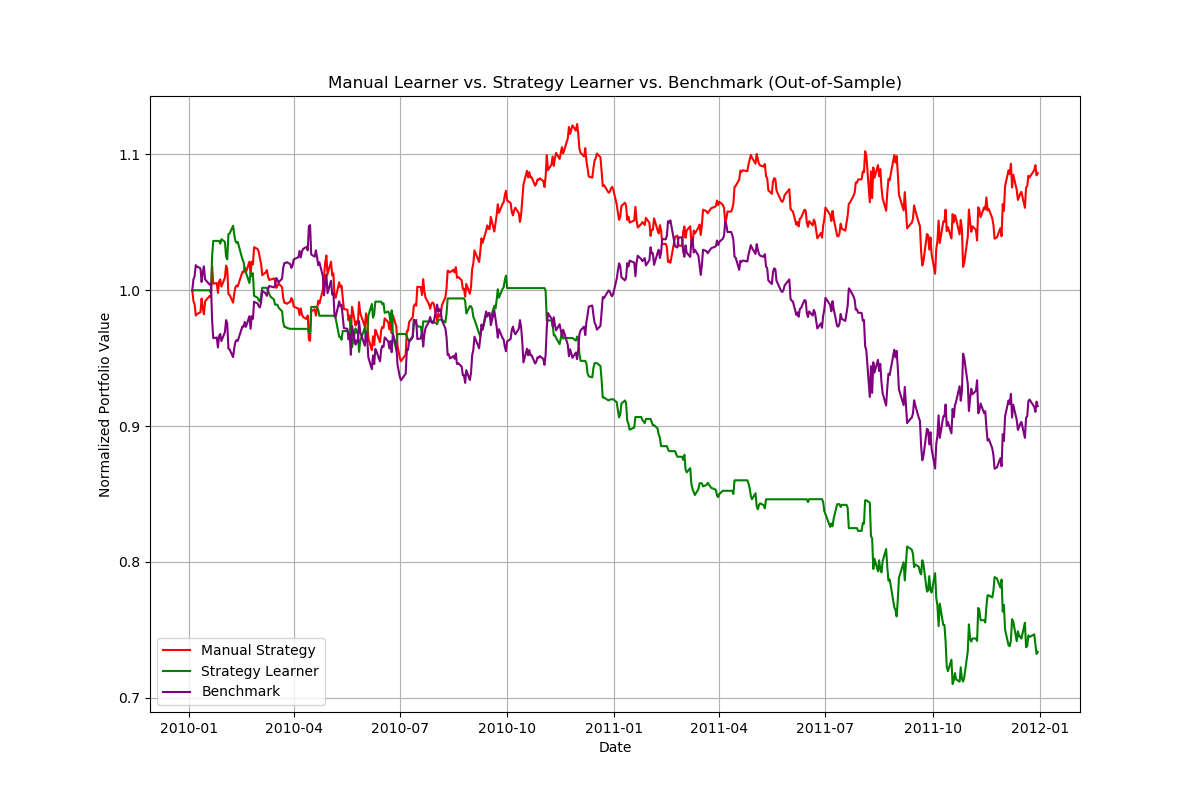 Manual Learner vs. Strategy Learner vs. Benchmark (Out-of-Sample)
Normalized Portfolio Value
1.1
1.0
0.9
0.8
0.7
Manual Strategy
Strategy Learner
Benchmark
2010-01 2010-04 2010-07 2010-10 2011-01 2011-04 2011-07 2011-10 2012-01
Date